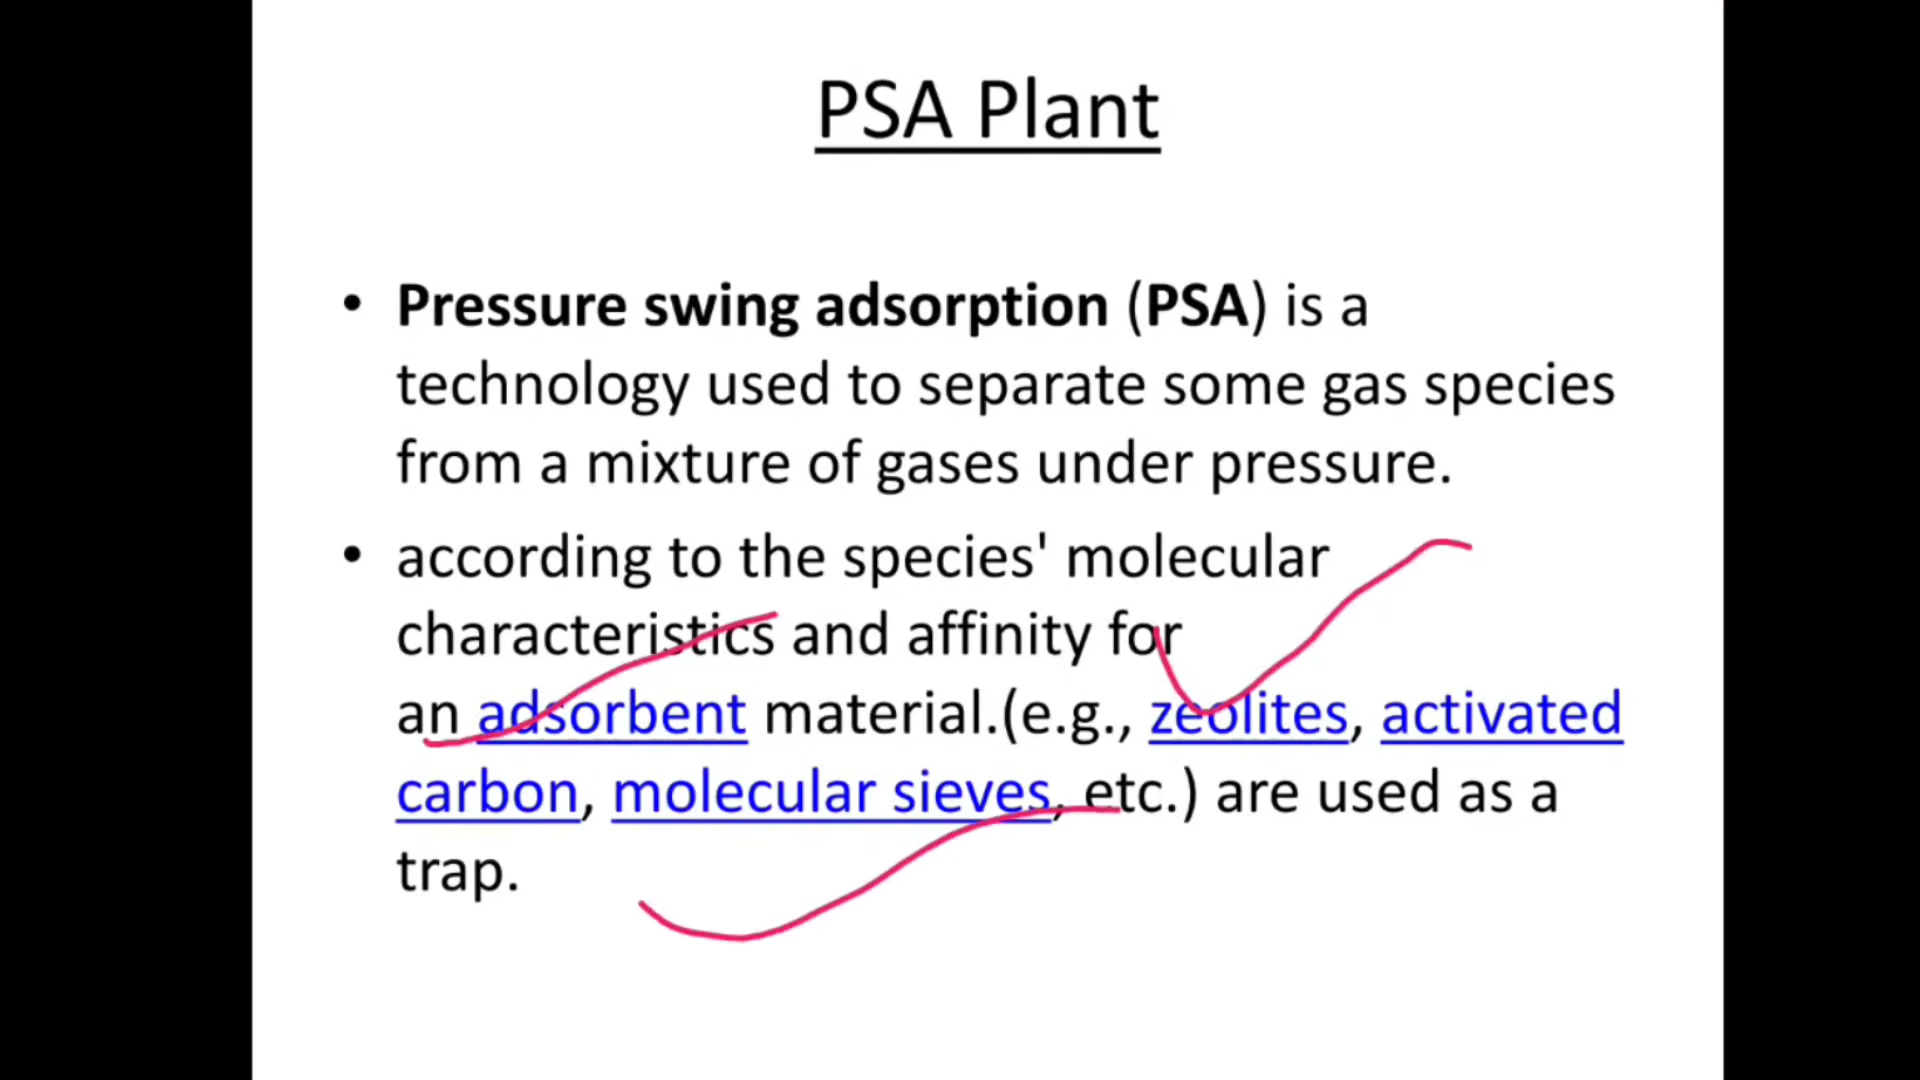 PSA Plant
• Pressure swing adsorption (PSA) is a
technology used to separate some gas species
from a mixture of gases under pressure.
• according to the species' molecular
characteristics and affinity for
an adsorbent material.(e.g., zeolites, activated
carbon, molecular sieves, etc.) are used as a
trap.